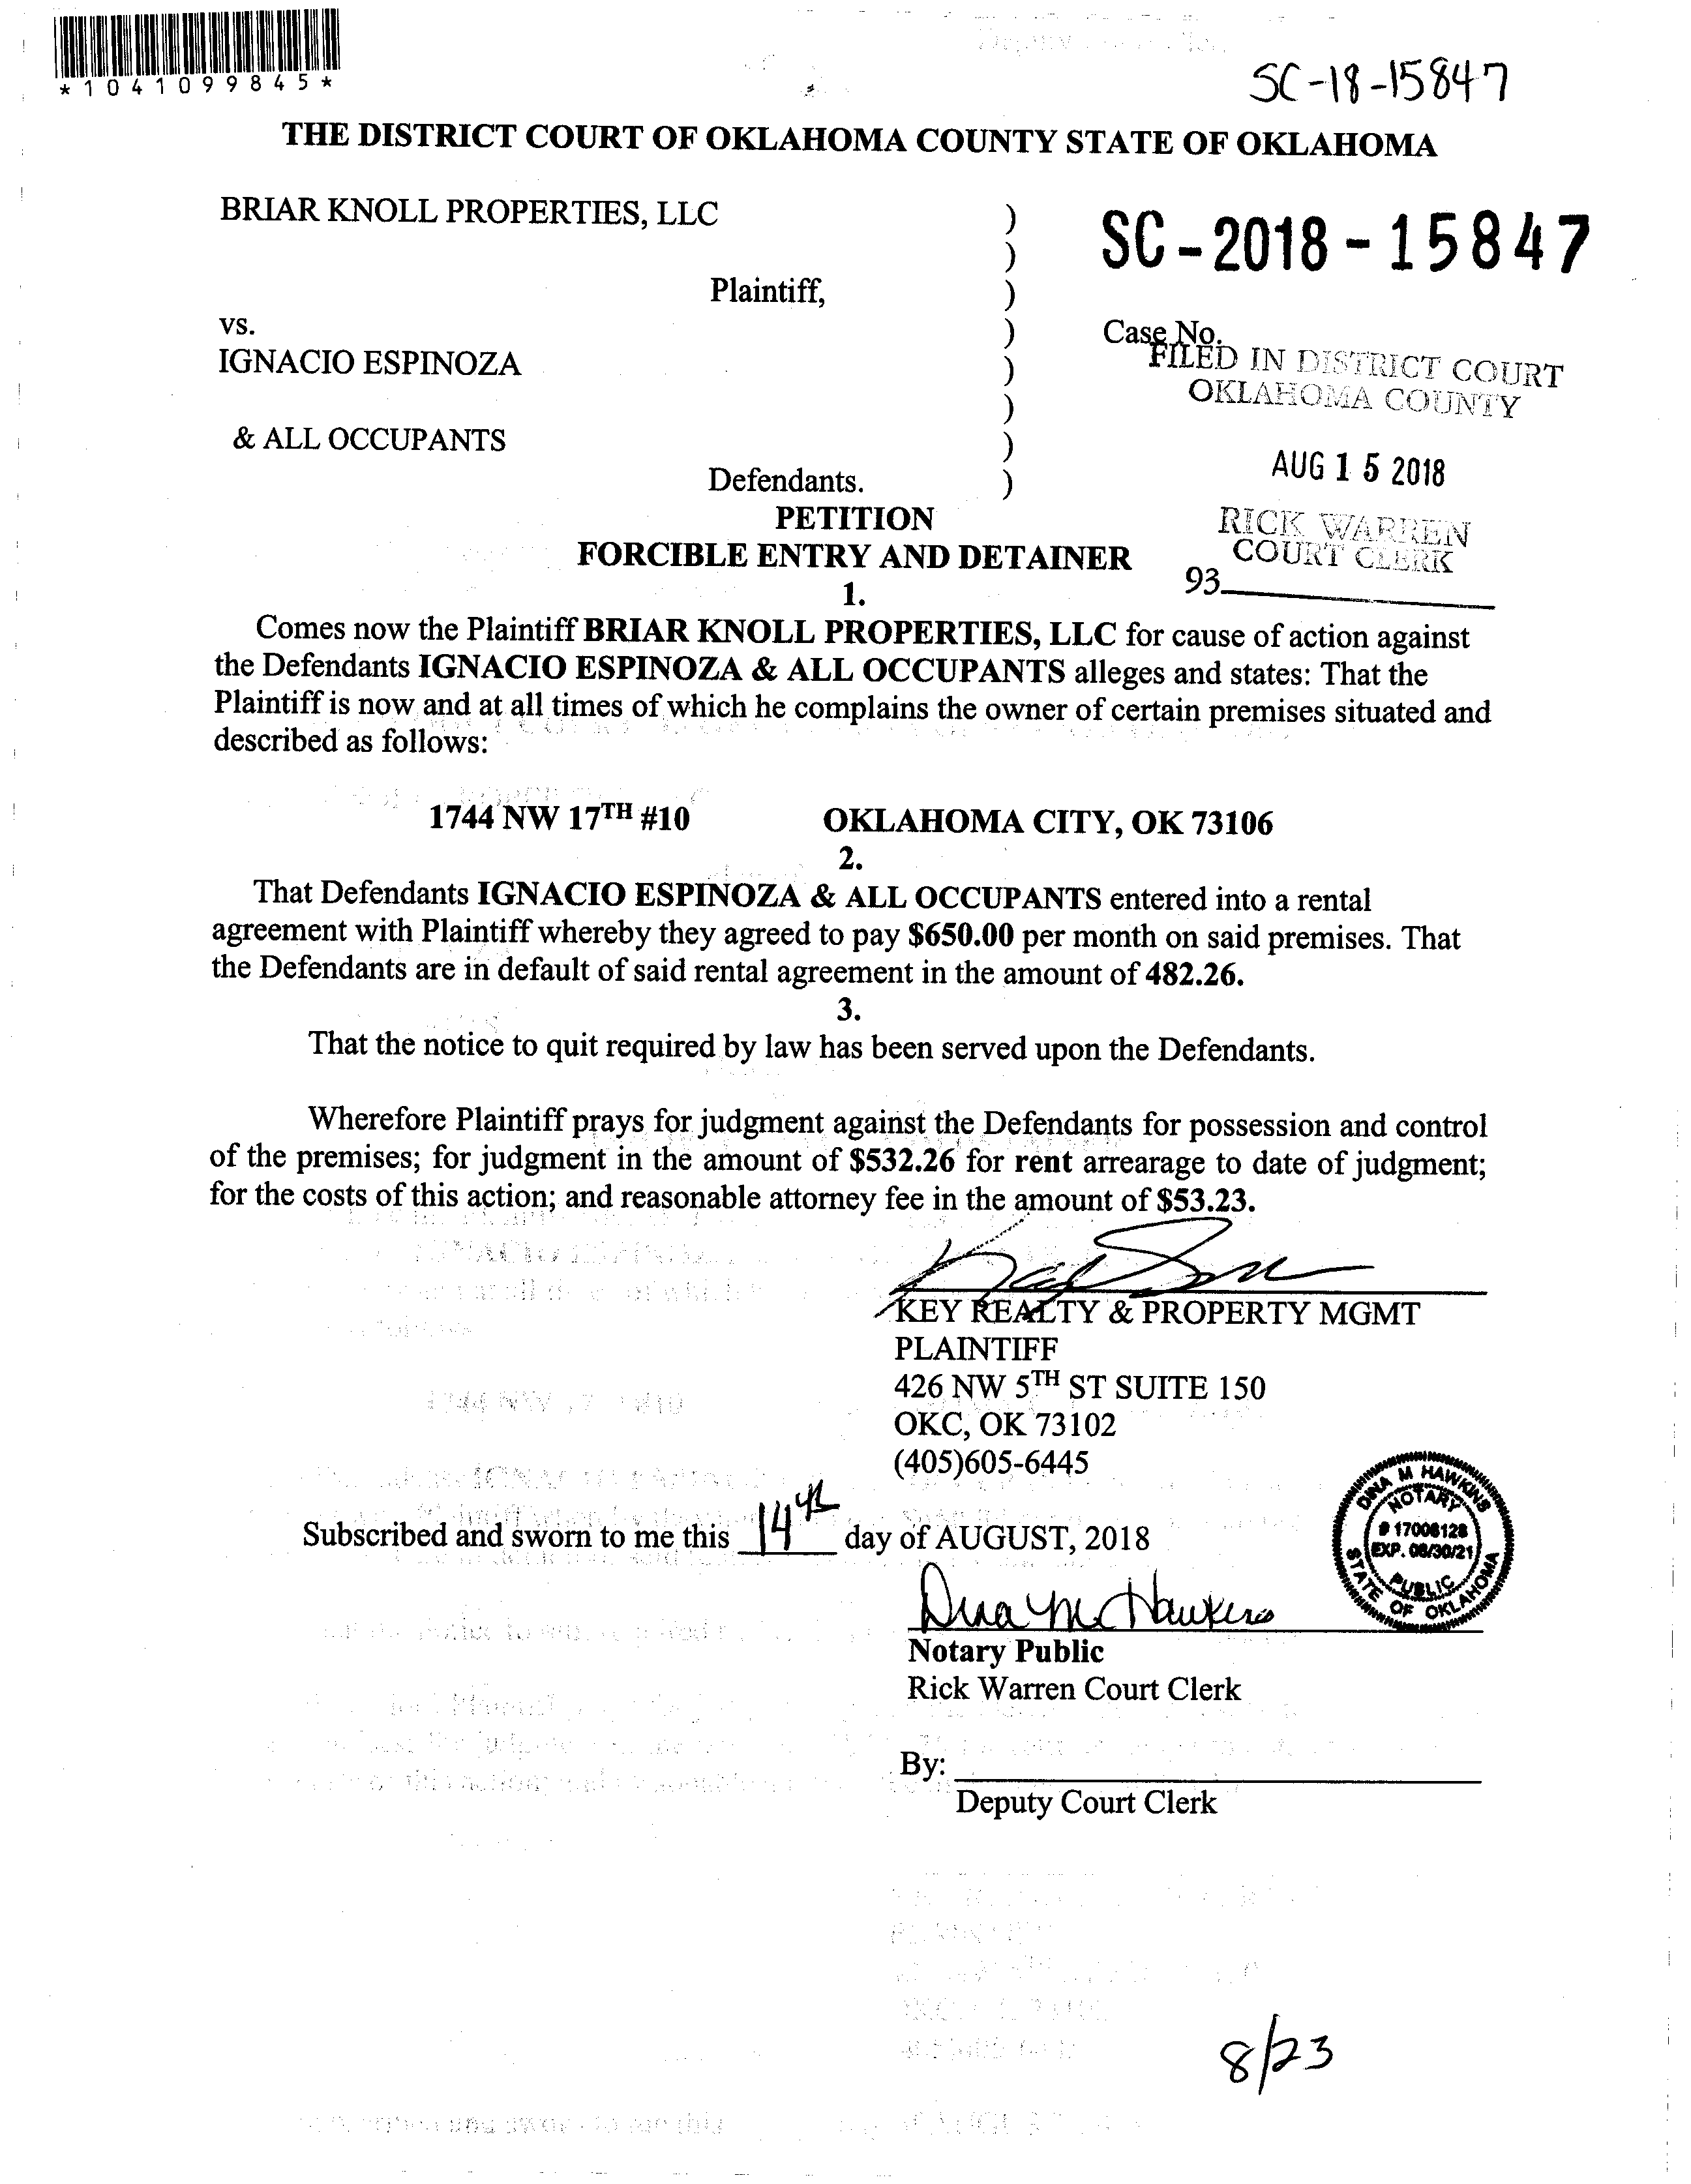 *1041099845*
SC-18-15847
THE DISTRICT COURT OF OKLAHOMA COUNTY STATE OF OKLAHOMA
BRIAR KNOLL PROPERTIES, LLC )
SC-2018-15847
)
Plaintiff, )
vs. )
Case No.
IGNACIO ESPINOZA )
FILED IN DISTRICT COURT
OKLAHOMA COUNTY
)
& ALL OCCUPANTS )
AUG 15 2018
Defendants. )
PETITION
RICK WARREN
COURT CLERK
FORCIBLE ENTRY AND DETAINER
93
1.
Comes now the Plaintiff BRIAR KNOLL PROPERTIES, LLC for cause of action against
the Defendants IGNACIO ESPINOZA & ALL OCCUPANTS alleges and states: That the
Plaintiff is now and at all times of which he complains the owner of certain premises situated and
described as follows:
1744 NW 17TH #10 OKLAHOMA CITY, OK 73106
2.
That Defendants IGNACIO ESPINOZA & ALL OCCUPANTS entered into a rental
agreement with Plaintiff whereby they agreed to pay $650.00 per month on said premises. That
the Defendants are in default of said rental agreement in the amount of 482.26.
3.
That the notice to quit required by law has been served upon the Defendants.
Wherefore Plaintiff prays for judgment against the Defendants for possession and control
of the premises; for judgment in the amount of $532.26 for rent arrearage to date of judgment;
for the costs of this action; and reasonable attorney fee in the amount of $53.23.
KEY REALTY & PROPERTY MGMT
PLAINTIFF
426 NW 5TH ST SUITE 150
OKC, OK 73102
(405)605-6445
DINA M HAWKINS
NOTARY
# 17008128
EXP. 08/30/21
PUBLIC
STATE OF OKLAHOMA
Subscribed and sworn to me this 14th day of AUGUST, 2018
Dina M Hawkins
Notary Public
Rick Warren Court Clerk
By:
Deputy Court Clerk
8/23